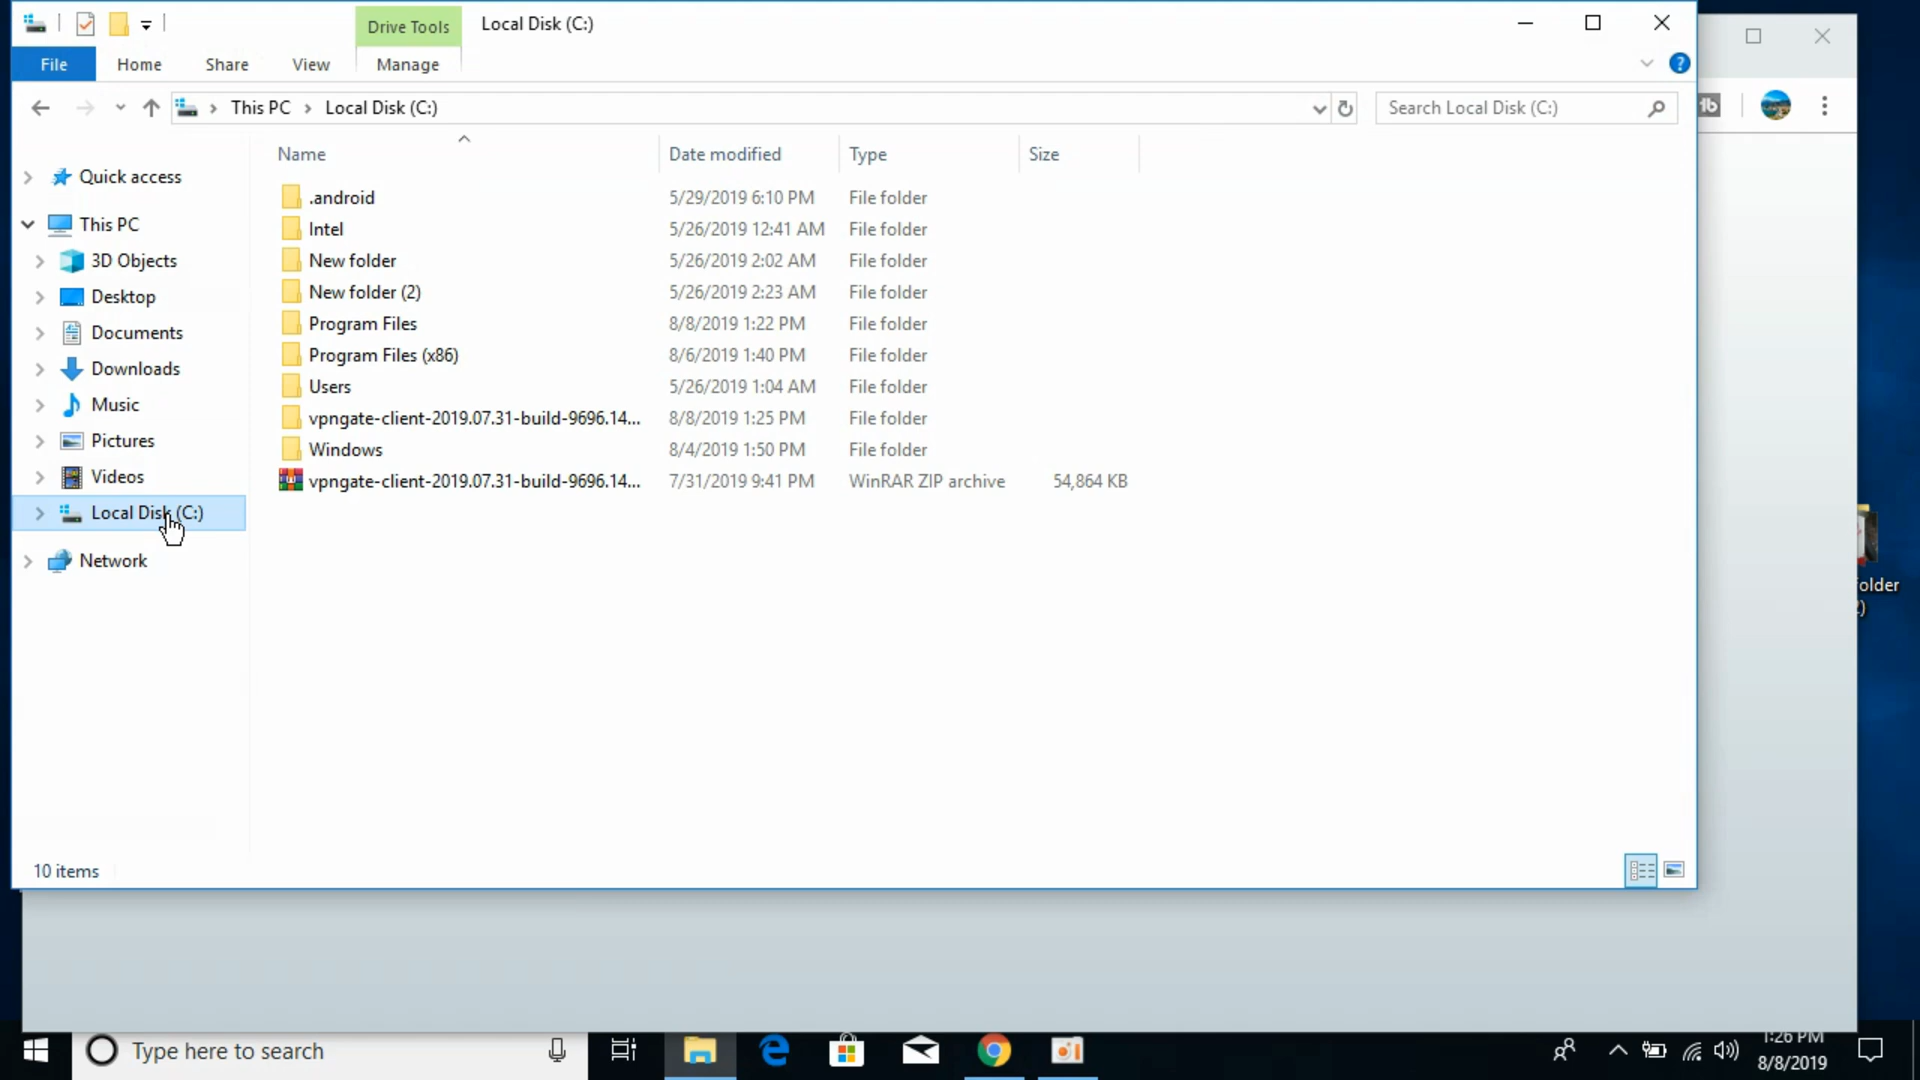 Drive Tools
Local Disk (C:)
File
Home
Share
View
Manage
This PC
Local Disk (C:)
Search Local Disk (C:)
Name
Date modified
Type
Size
Quick access
This PC
3D Objects
Desktop
Documents
Downloads
Music
Pictures
Videos
Local Disk (C:)
Network
.android 5/29/2019 6:10 PM File folder
Intel 5/26/2019 12:41 AM File folder
New folder 5/26/2019 2:02 AM File folder
New folder (2) 5/26/2019 2:23 AM File folder
Program Files 8/8/2019 1:22 PM File folder
Program Files (x86) 8/6/2019 1:40 PM File folder
Users 5/26/2019 1:04 AM File folder
vpngate-client-2019.07.31-build-9696.14... 8/8/2019 1:25 PM File folder
Windows 8/4/2019 1:50 PM File folder
vpngate-client-2019.07.31-build-9696.14... 7/31/2019 9:41 PM WinRAR ZIP archive 54,864 KB
10 items
Type here to search
1:26 PM
8/8/2019